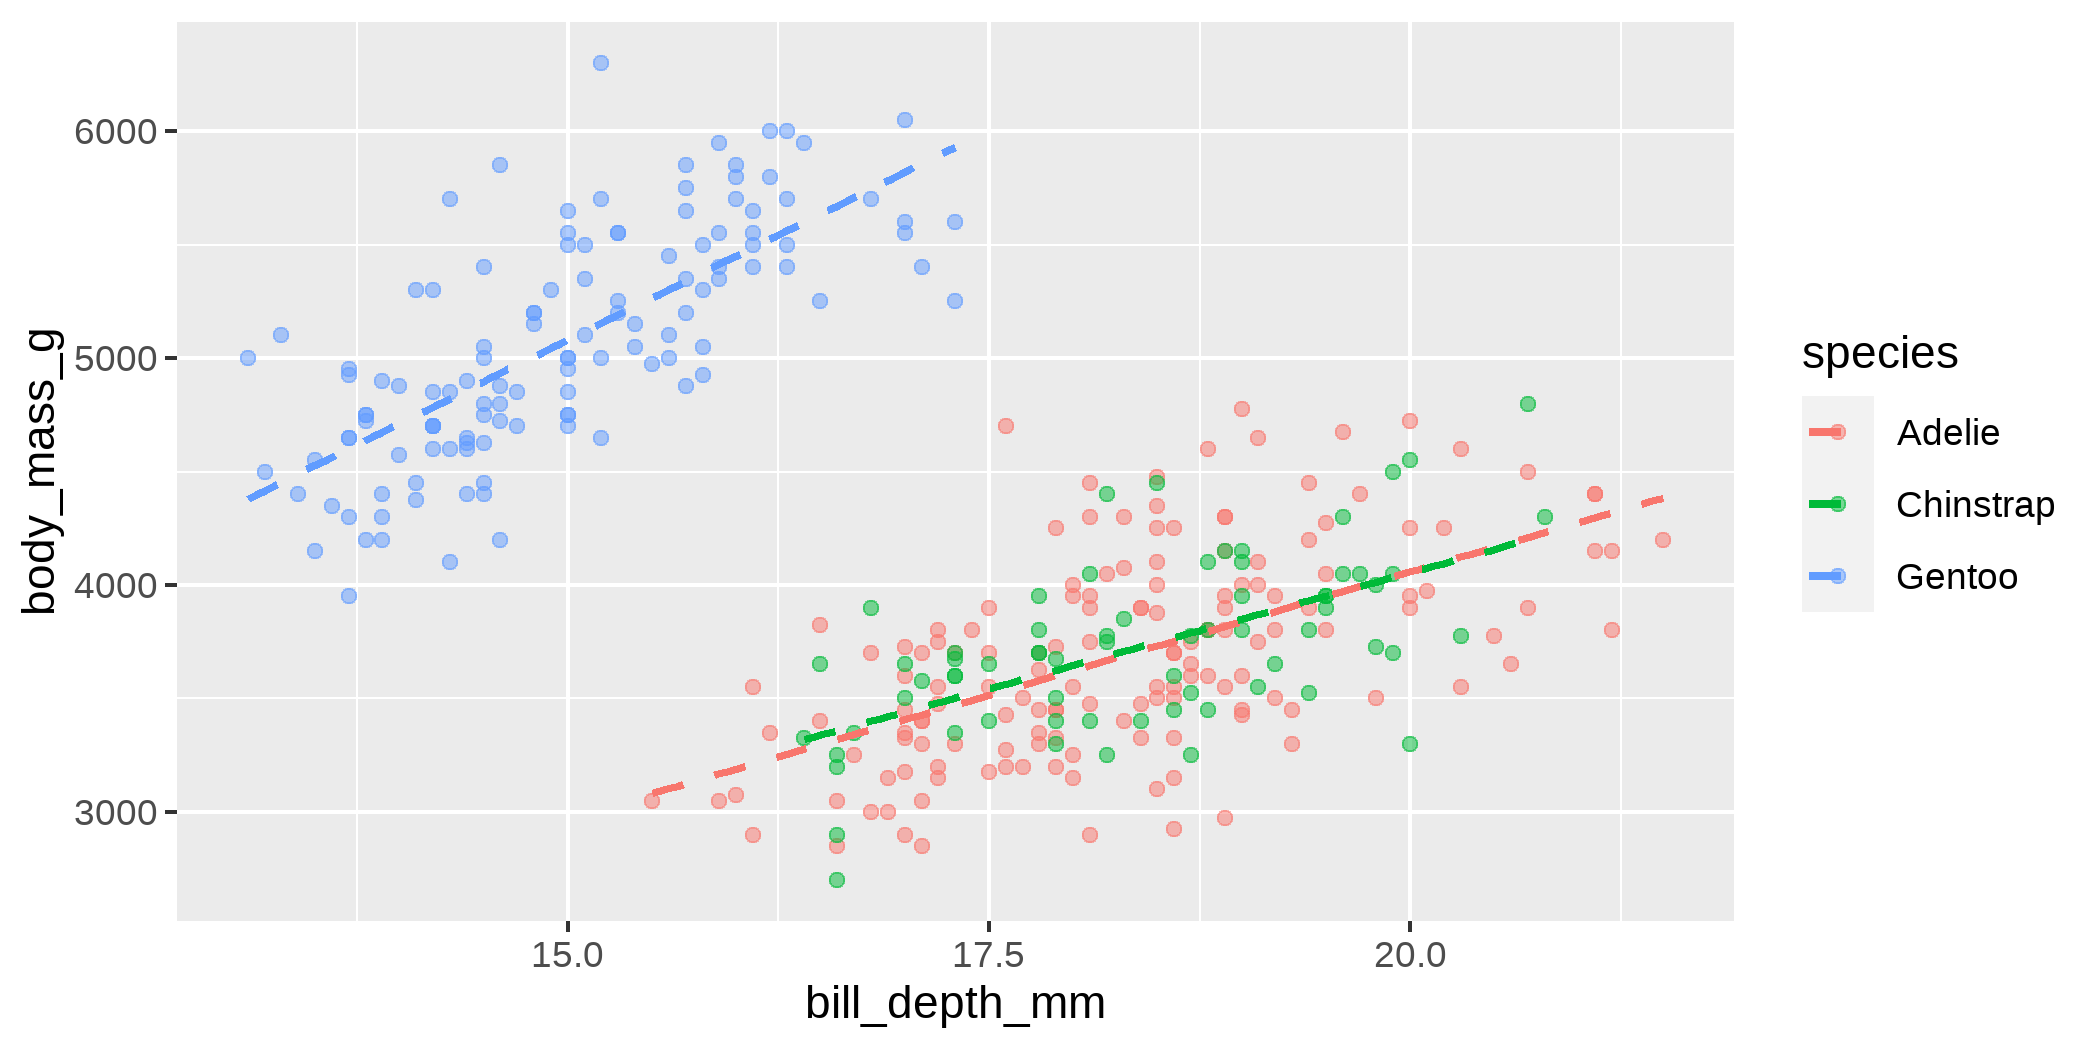 6000
5000
4000
3000
body_mass_g
15.0
17.5
20.0
bill_depth_mm
species
Adelie
Chinstrap
Gentoo